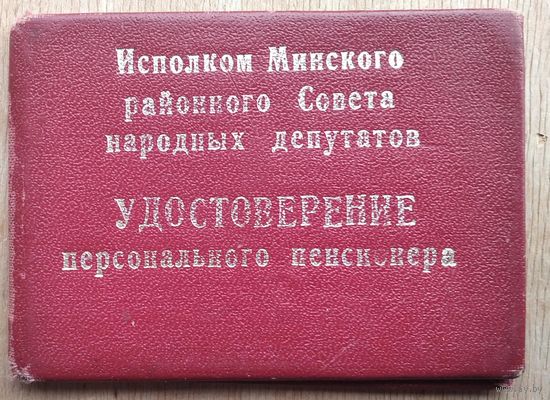 Исполком Минского
районного Совета
народных депутатов
УДОСТОВЕРЕНИЕ
персонального пенсионера